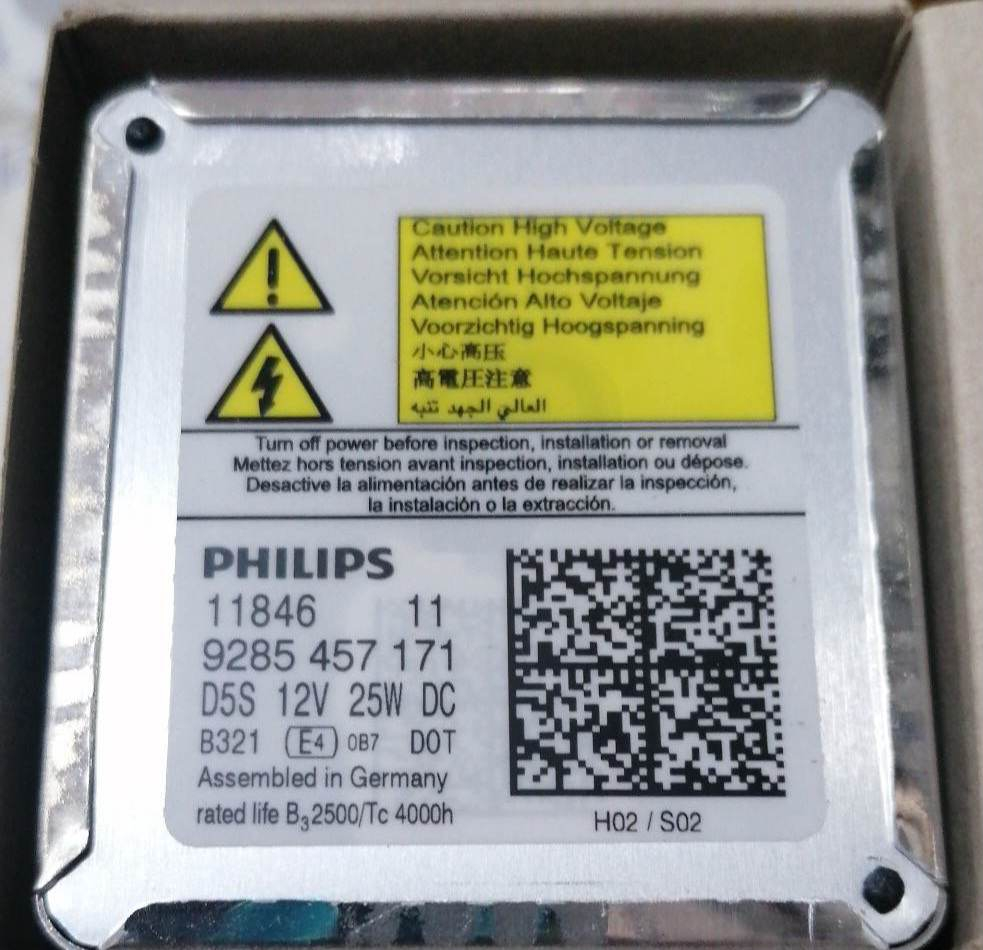 Caution High Voltage
Attention Haute Tension
Vorsicht Hochspannung
Atención Alto Voltaje
Voorzichtig Hoogspanning
小心高压
高電圧注意
العالي الجهد تنبه
Turn off power before inspection, installation or removal
Mettez hors tension avant inspection, installation ou dépose.
Desactive la alimentación antes de realizar la inspección,
la instalación o la extracción.
PHILIPS
11846 11
9285 457 171
D5S 12V 25W DC
B321 E4 0B7 DOT
Assembled in Germany
rated life B₃2500/Tc 4000h
H02 / S02